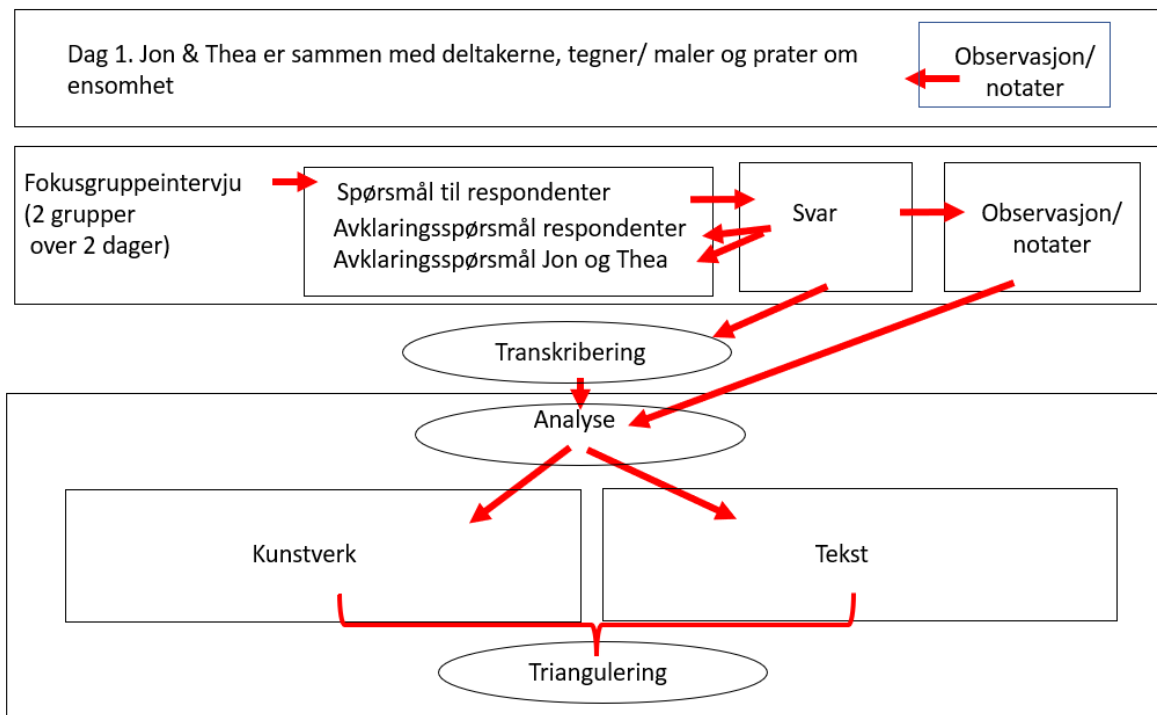 Dag 1. Jon & Thea er sammen med deltakerne, tegner/ maler og prater om
ensomhet
Observasjon/
notater
Fokusgruppeintervju
(2 grupper
over 2 dager)
Spørsmål til respondenter
Avklaringsspørsmål respondenter
Avklaringsspørsmål Jon og Thea
Svar
Observasjon/
notater
Transkribering
Analyse
Kunstverk
Tekst
Triangulering